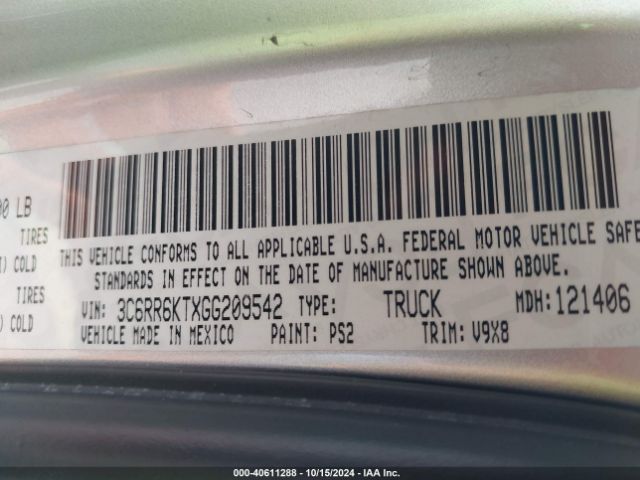 00 LB
TIRES
THIS VEHICLE CONFORMS TO ALL APPLICABLE U.S.A. FEDERAL MOTOR VEHICLE SAFE
) COLD
STANDARDS IN EFFECT ON THE DATE OF MANUFACTURE SHOWN ABOVE.
TIRES
VIN: 3C6RR6KTXGG209542 TYPE: TRUCK MDH:121406
) COLD
VEHICLE MADE IN MEXICO PAINT: PS2 TRIM: V9X8
000-40611288 - 10/15/2024 - IAA Inc.